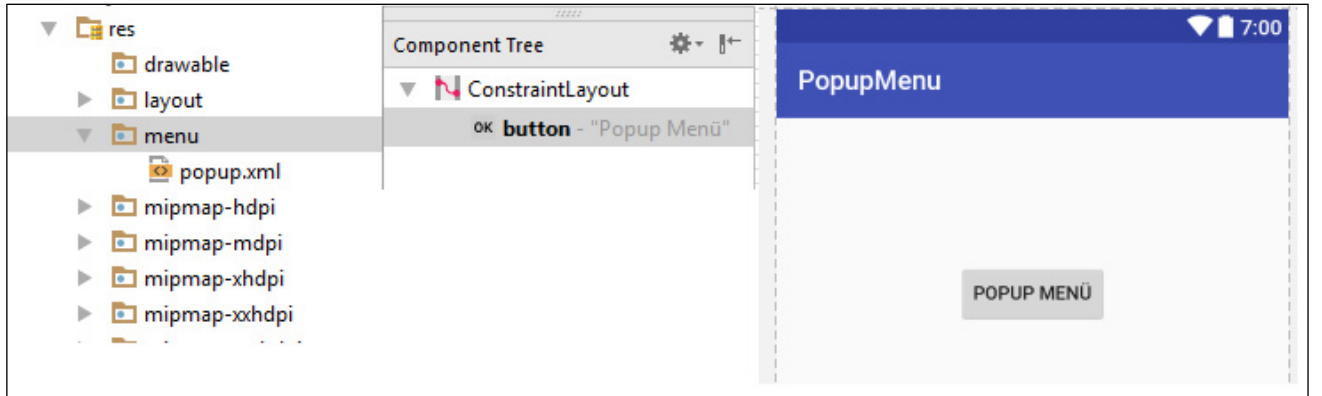 res
drawable
layout
menu
popup.xml
mipmap-hdpi
mipmap-mdpi
mipmap-xhdpi
mipmap-xxhdpi
Component Tree
ConstraintLayout
OK button - "Popup Menü"
7:00
PopupMenu
POPUP MENÜ